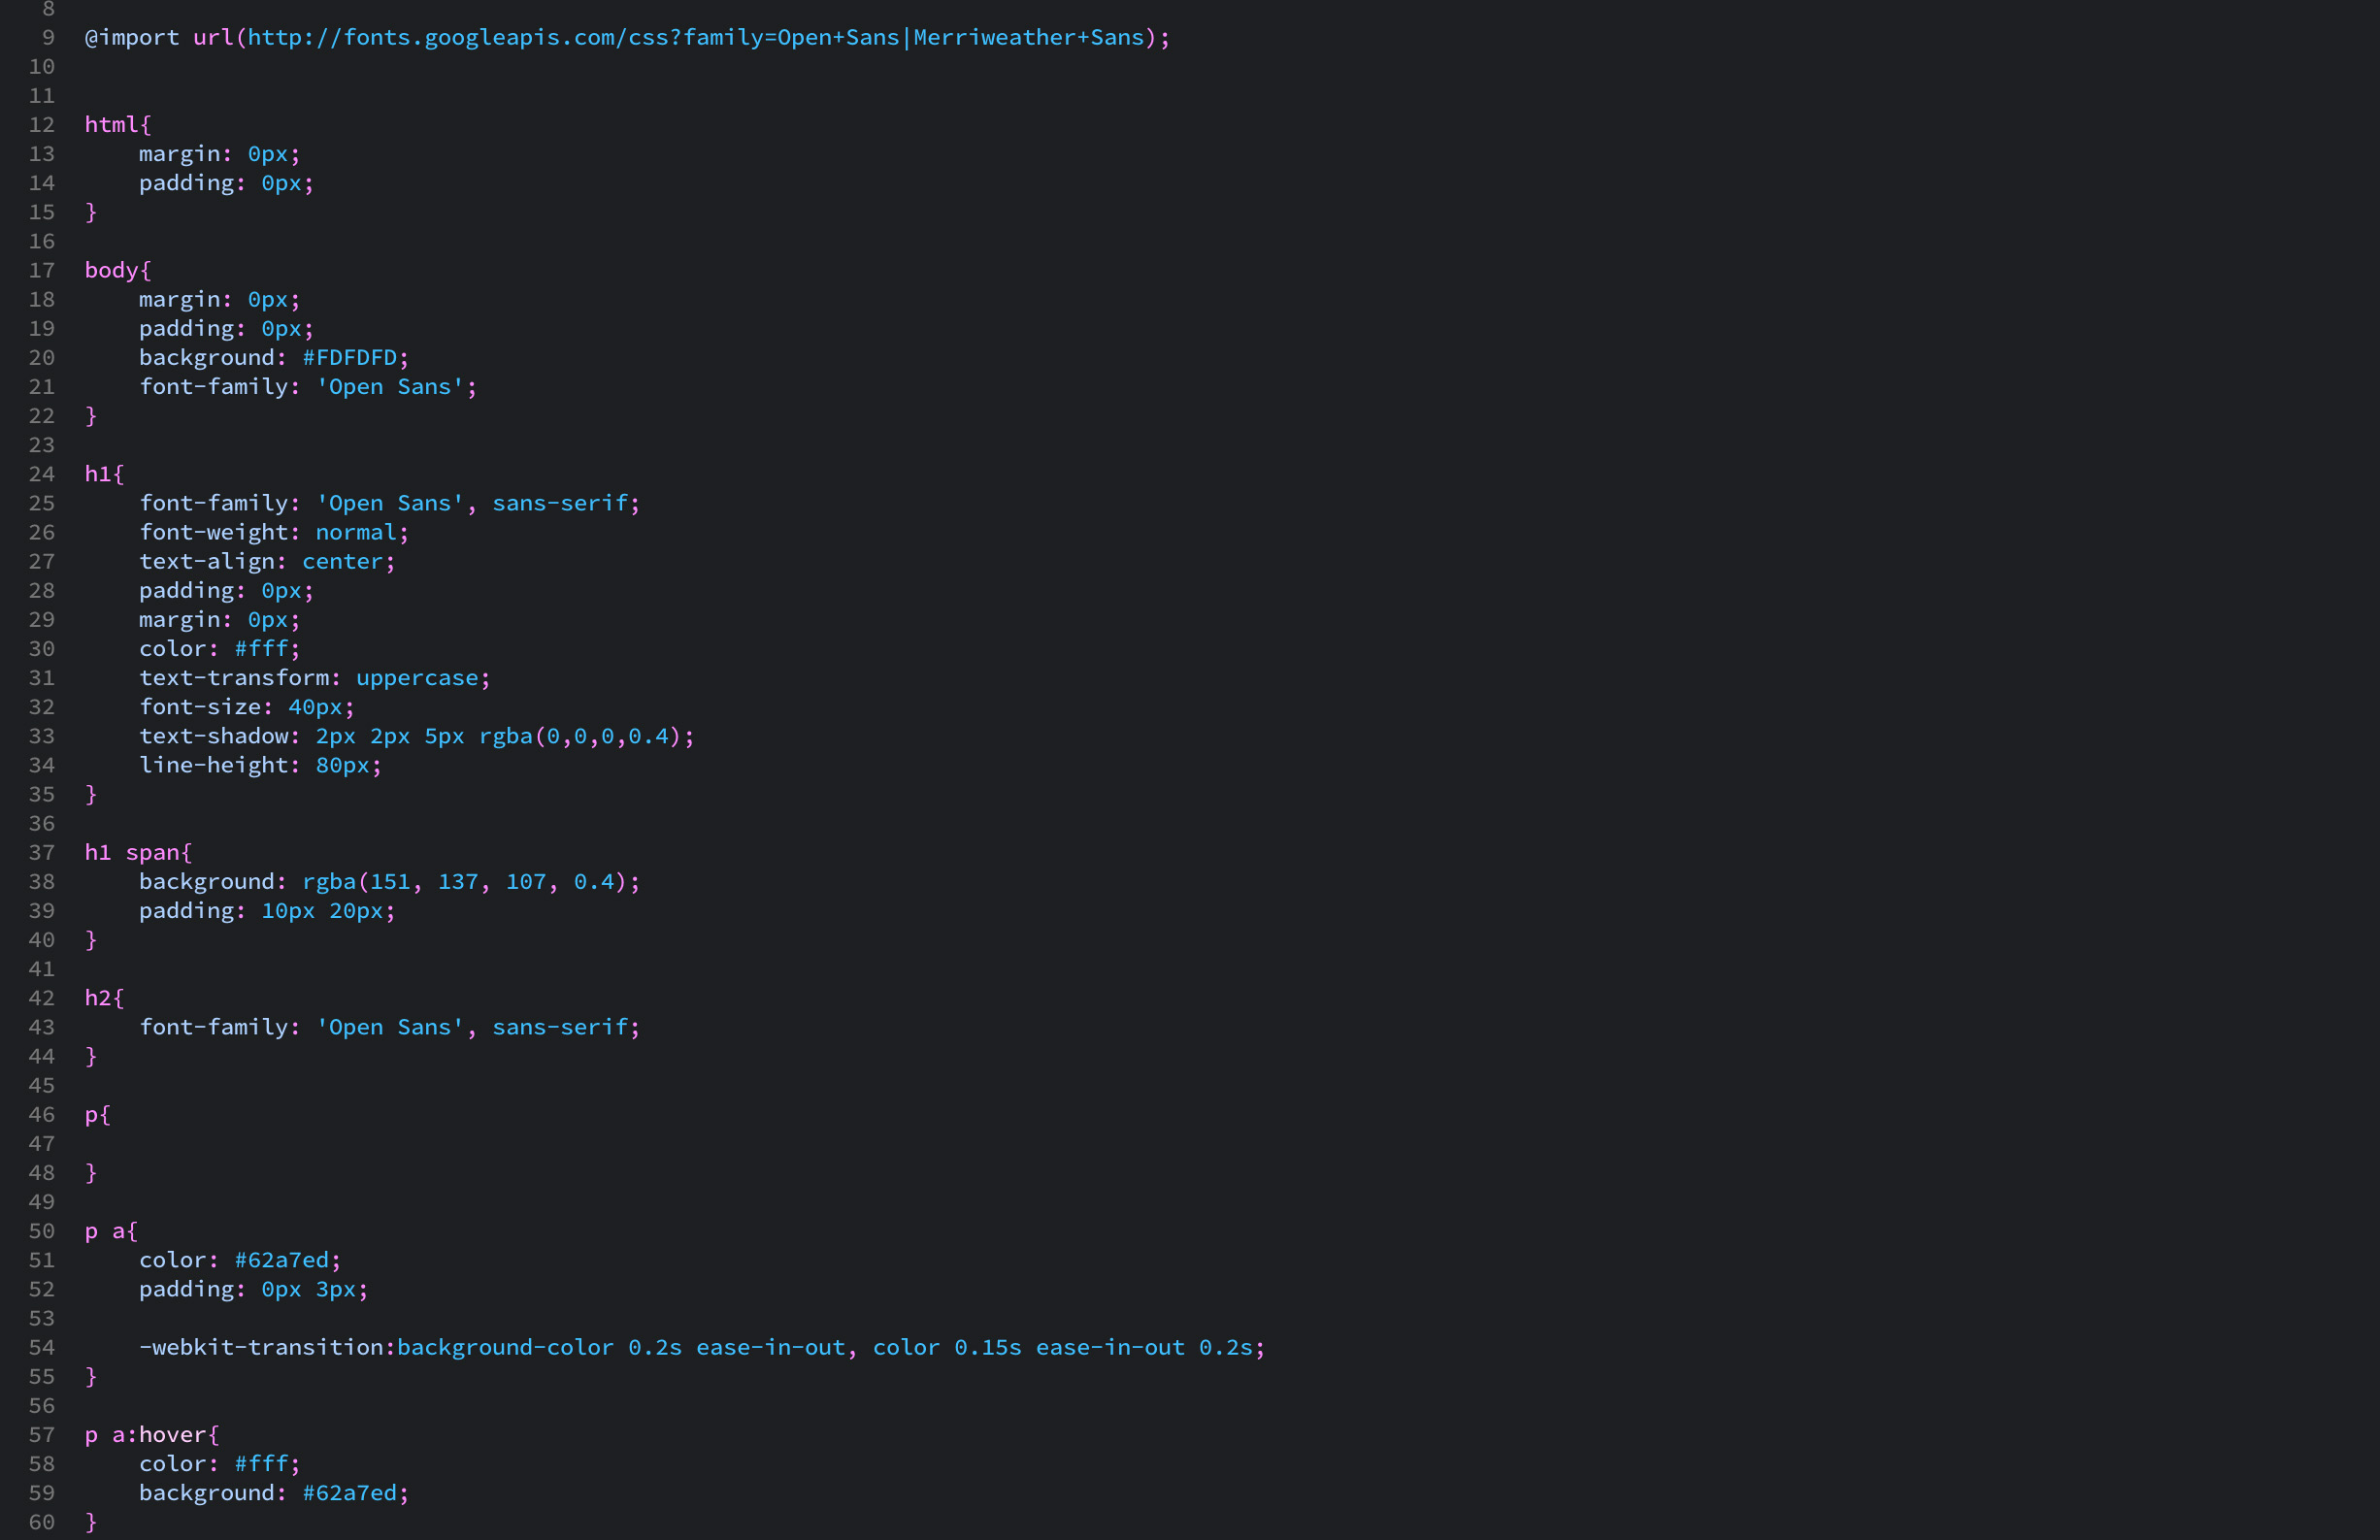 8
9 @import url(http://fonts.googleapis.com/css?family=Open+Sans|Merriweather+Sans);
10
11
12 html{
13     margin: 0px;
14     padding: 0px;
15 }
16
17 body{
18     margin: 0px;
19     padding: 0px;
20     background: #FDFDFD;
21     font-family: 'Open Sans';
22 }
23
24 h1{
25     font-family: 'Open Sans', sans-serif;
26     font-weight: normal;
27     text-align: center;
28     padding: 0px;
29     margin: 0px;
30     color: #fff;
31     text-transform: uppercase;
32     font-size: 40px;
33     text-shadow: 2px 2px 5px rgba(0,0,0,0.4);
34     line-height: 80px;
35 }
36
37 h1 span{
38     background: rgba(151, 137, 107, 0.4);
39     padding: 10px 20px;
40 }
41
42 h2{
43     font-family: 'Open Sans', sans-serif;
44 }
45
46 p{
47
48 }
49
50 p a{
51     color: #62a7ed;
52     padding: 0px 3px;
53
54     -webkit-transition:background-color 0.2s ease-in-out, color 0.15s ease-in-out 0.2s;
55 }
56
57 p a:hover{
58     color: #fff;
59     background: #62a7ed;
60 }